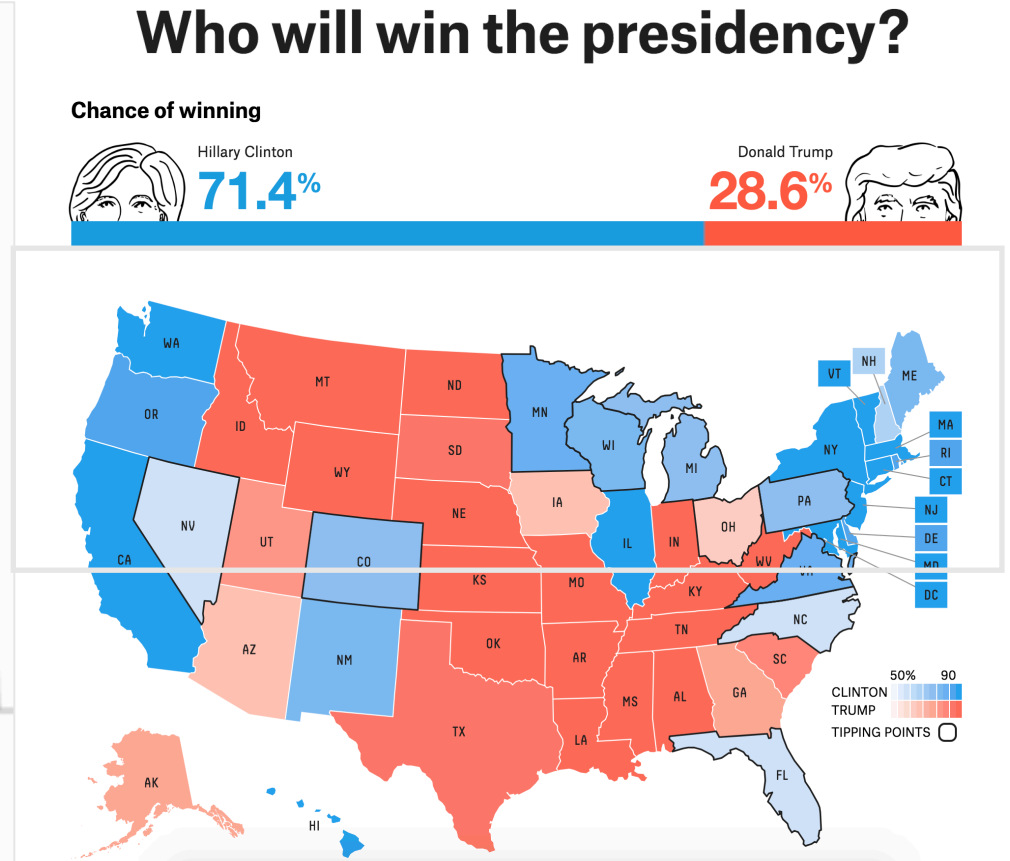 Who will win the presidency?
Chance of winning
Hillary Clinton
71.4%
Donald Trump
28.6%
WA
MT
ND
MN
VT
NH
ME
OR
ID
SD
WI
MI
NY
MA
RI
CT
WY
IA
NE
PA
NJ
NV
UT
CO
IL
IN
OH
DE
CA
KS
MO
WV
VA
MD
KY
DC
AZ
NM
OK
AR
TN
NC
SC
TX
LA
MS
AL
GA
FL
AK
HI
50% 90
CLINTON
TRUMP
TIPPING POINTS